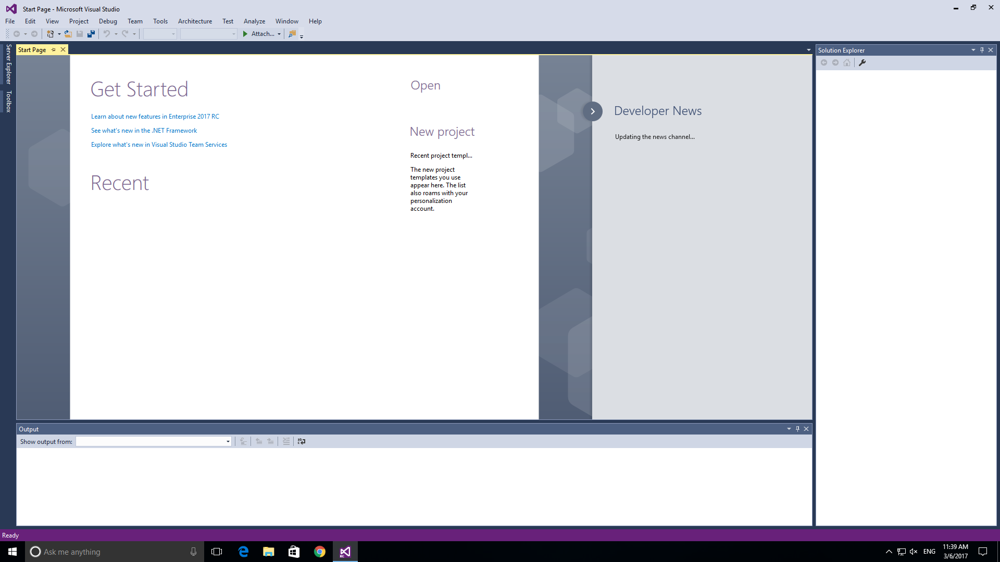 Start Page - Microsoft Visual Studio
File Edit View Project Debug Team Tools Architecture Test Analyze Window Help
Attach...
Server Explorer
Toolbox
Start Page
Get Started
Learn about new features in Enterprise 2017 RC
See what's new in the .NET Framework
Explore what's new in Visual Studio Team Services
Recent
Open
New project
Recent project templ...
The new project
templates you use
appear here. The list
also roams with your
personalization
account.
Developer News
Updating the news channel...
Solution Explorer
Output
Show output from:
Ready
Ask me anything
RC
ENG
11:39 AM
3/6/2017